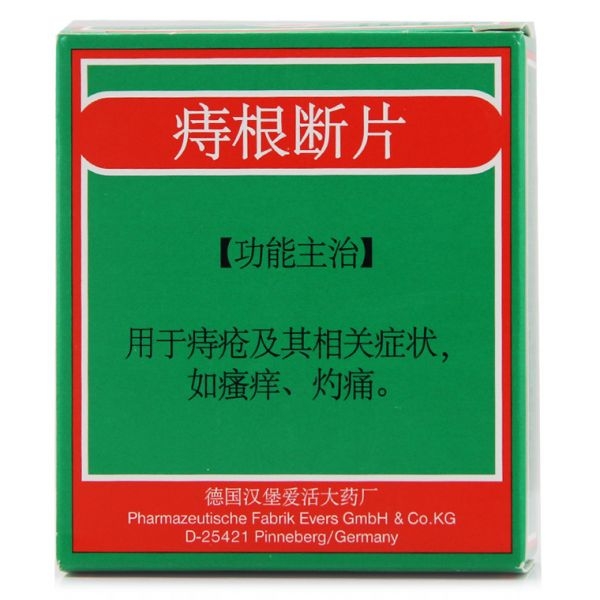 痔根断片
【功能主治】
用于痔疮及其相关症状，
如瘙痒、灼痛。
德国汉堡爱活大药厂
Pharmazeutische Fabrik Evers GmbH & Co.KG
D-25421 Pinneberg/Germany